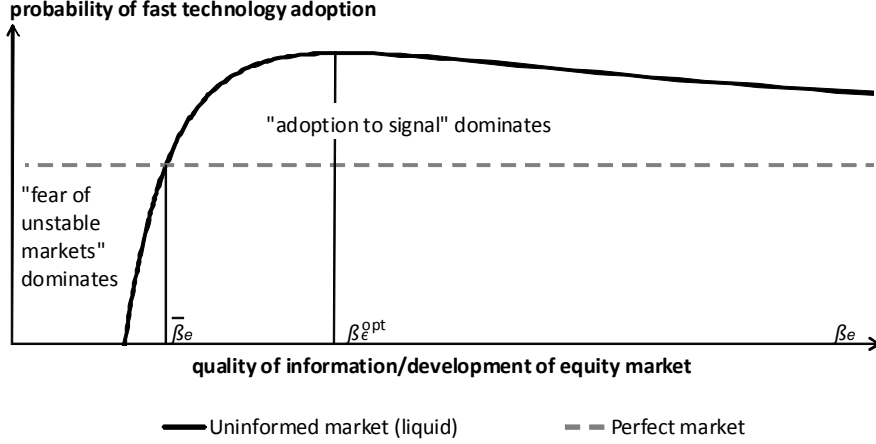 probability of fast technology adoption
"adoption to signal" dominates
"fear of
unstable
markets"
dominates
β̅e
βϵopt
βe
quality of information/development of equity market
Uninformed market (liquid)
Perfect market